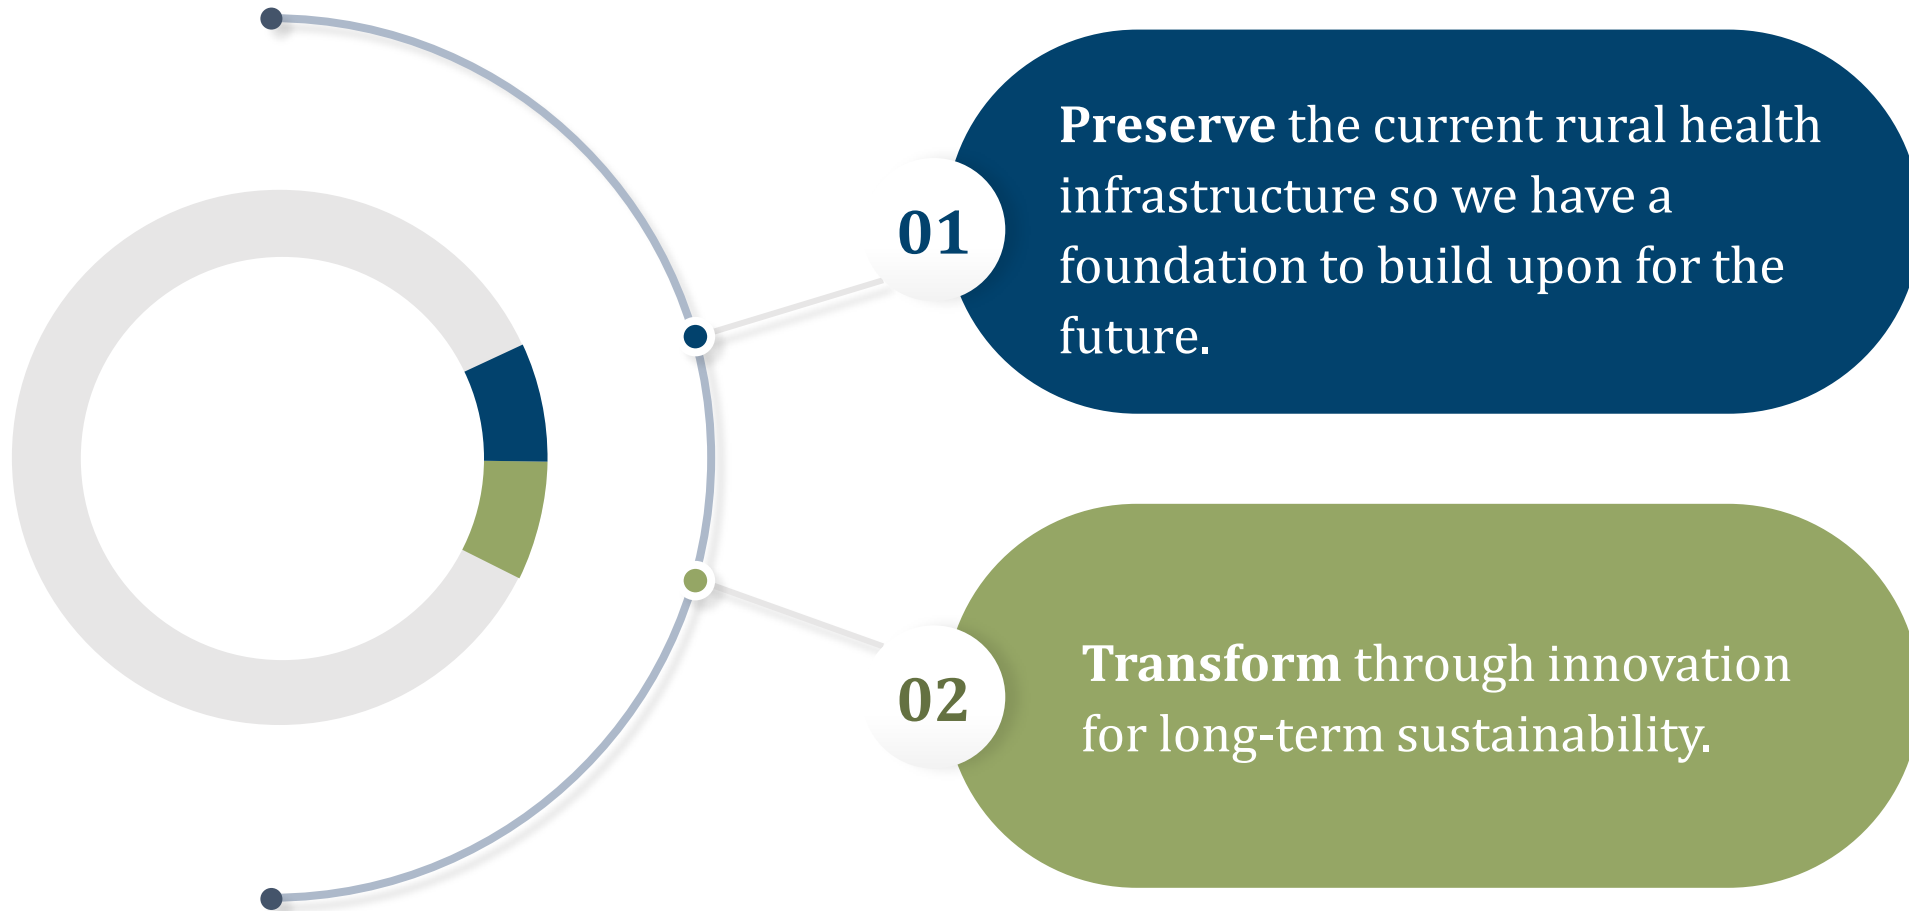 01
Preserve the current rural health
infrastructure so we have a
foundation to build upon for the
future.
02
Transform through innovation
for long-term sustainability.